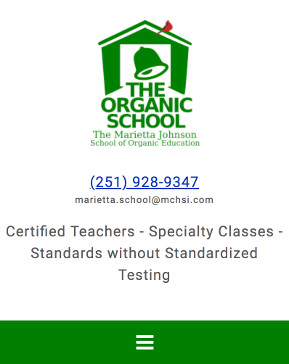 THE
ORGANIC
SCHOOL
The Marietta Johnson
School of Organic Education
(251) 928-9347
marietta.school@mchsi.com
Certified Teachers - Specialty Classes -
Standards without Standardized
Testing